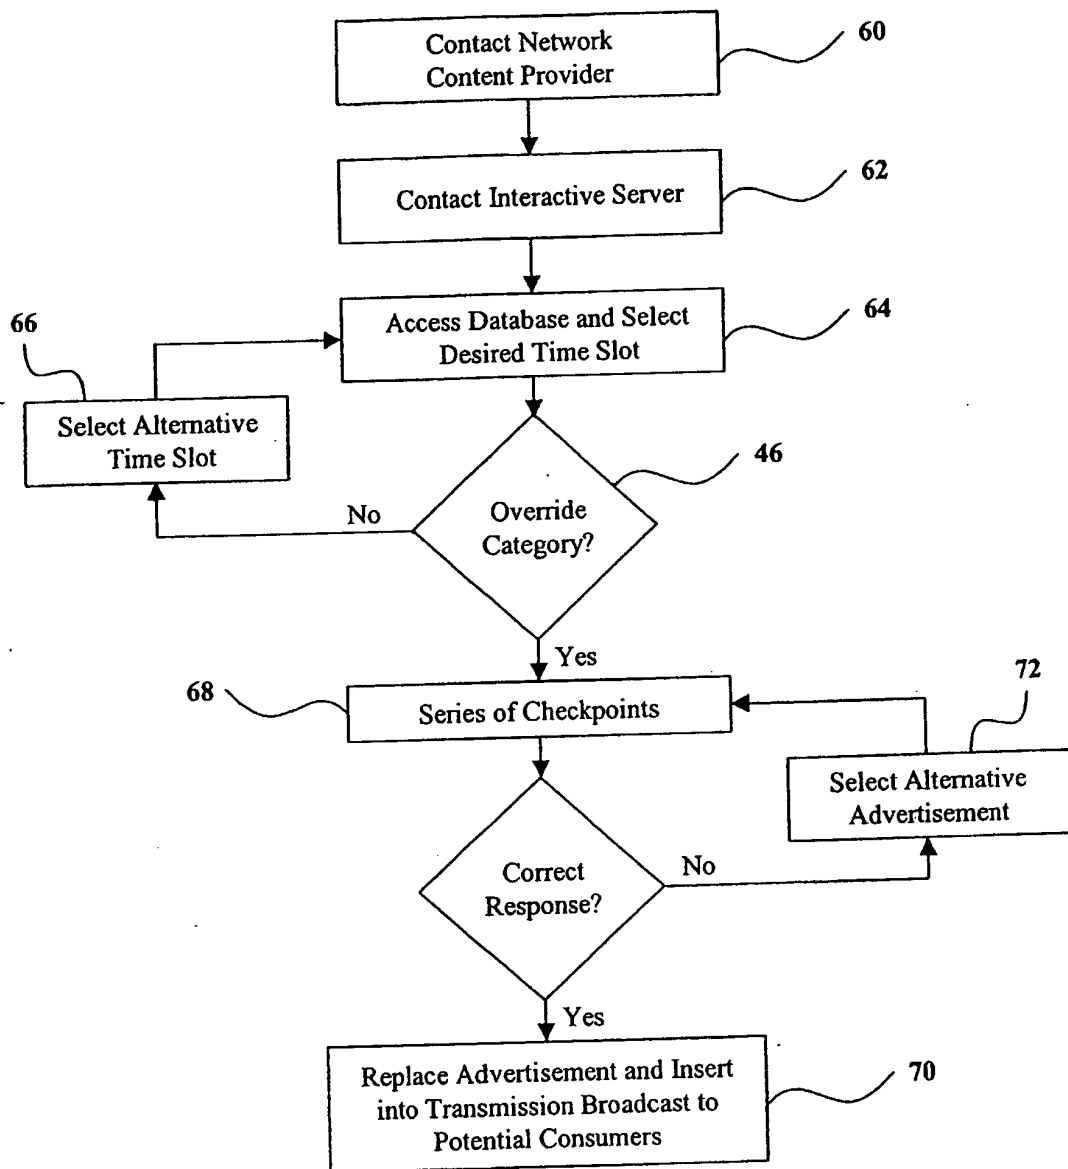 Contact Network
Content Provider
60
Contact Interactive Server
62
Access Database and Select
Desired Time Slot
64
66
Select Alternative
Time Slot
Override
Category?
46
No
Yes
68
Series of Checkpoints
72
Select Alternative
Advertisement
Correct
Response?
No
Yes
Replace Advertisement and Insert
into Transmission Broadcast to
Potential Consumers
70